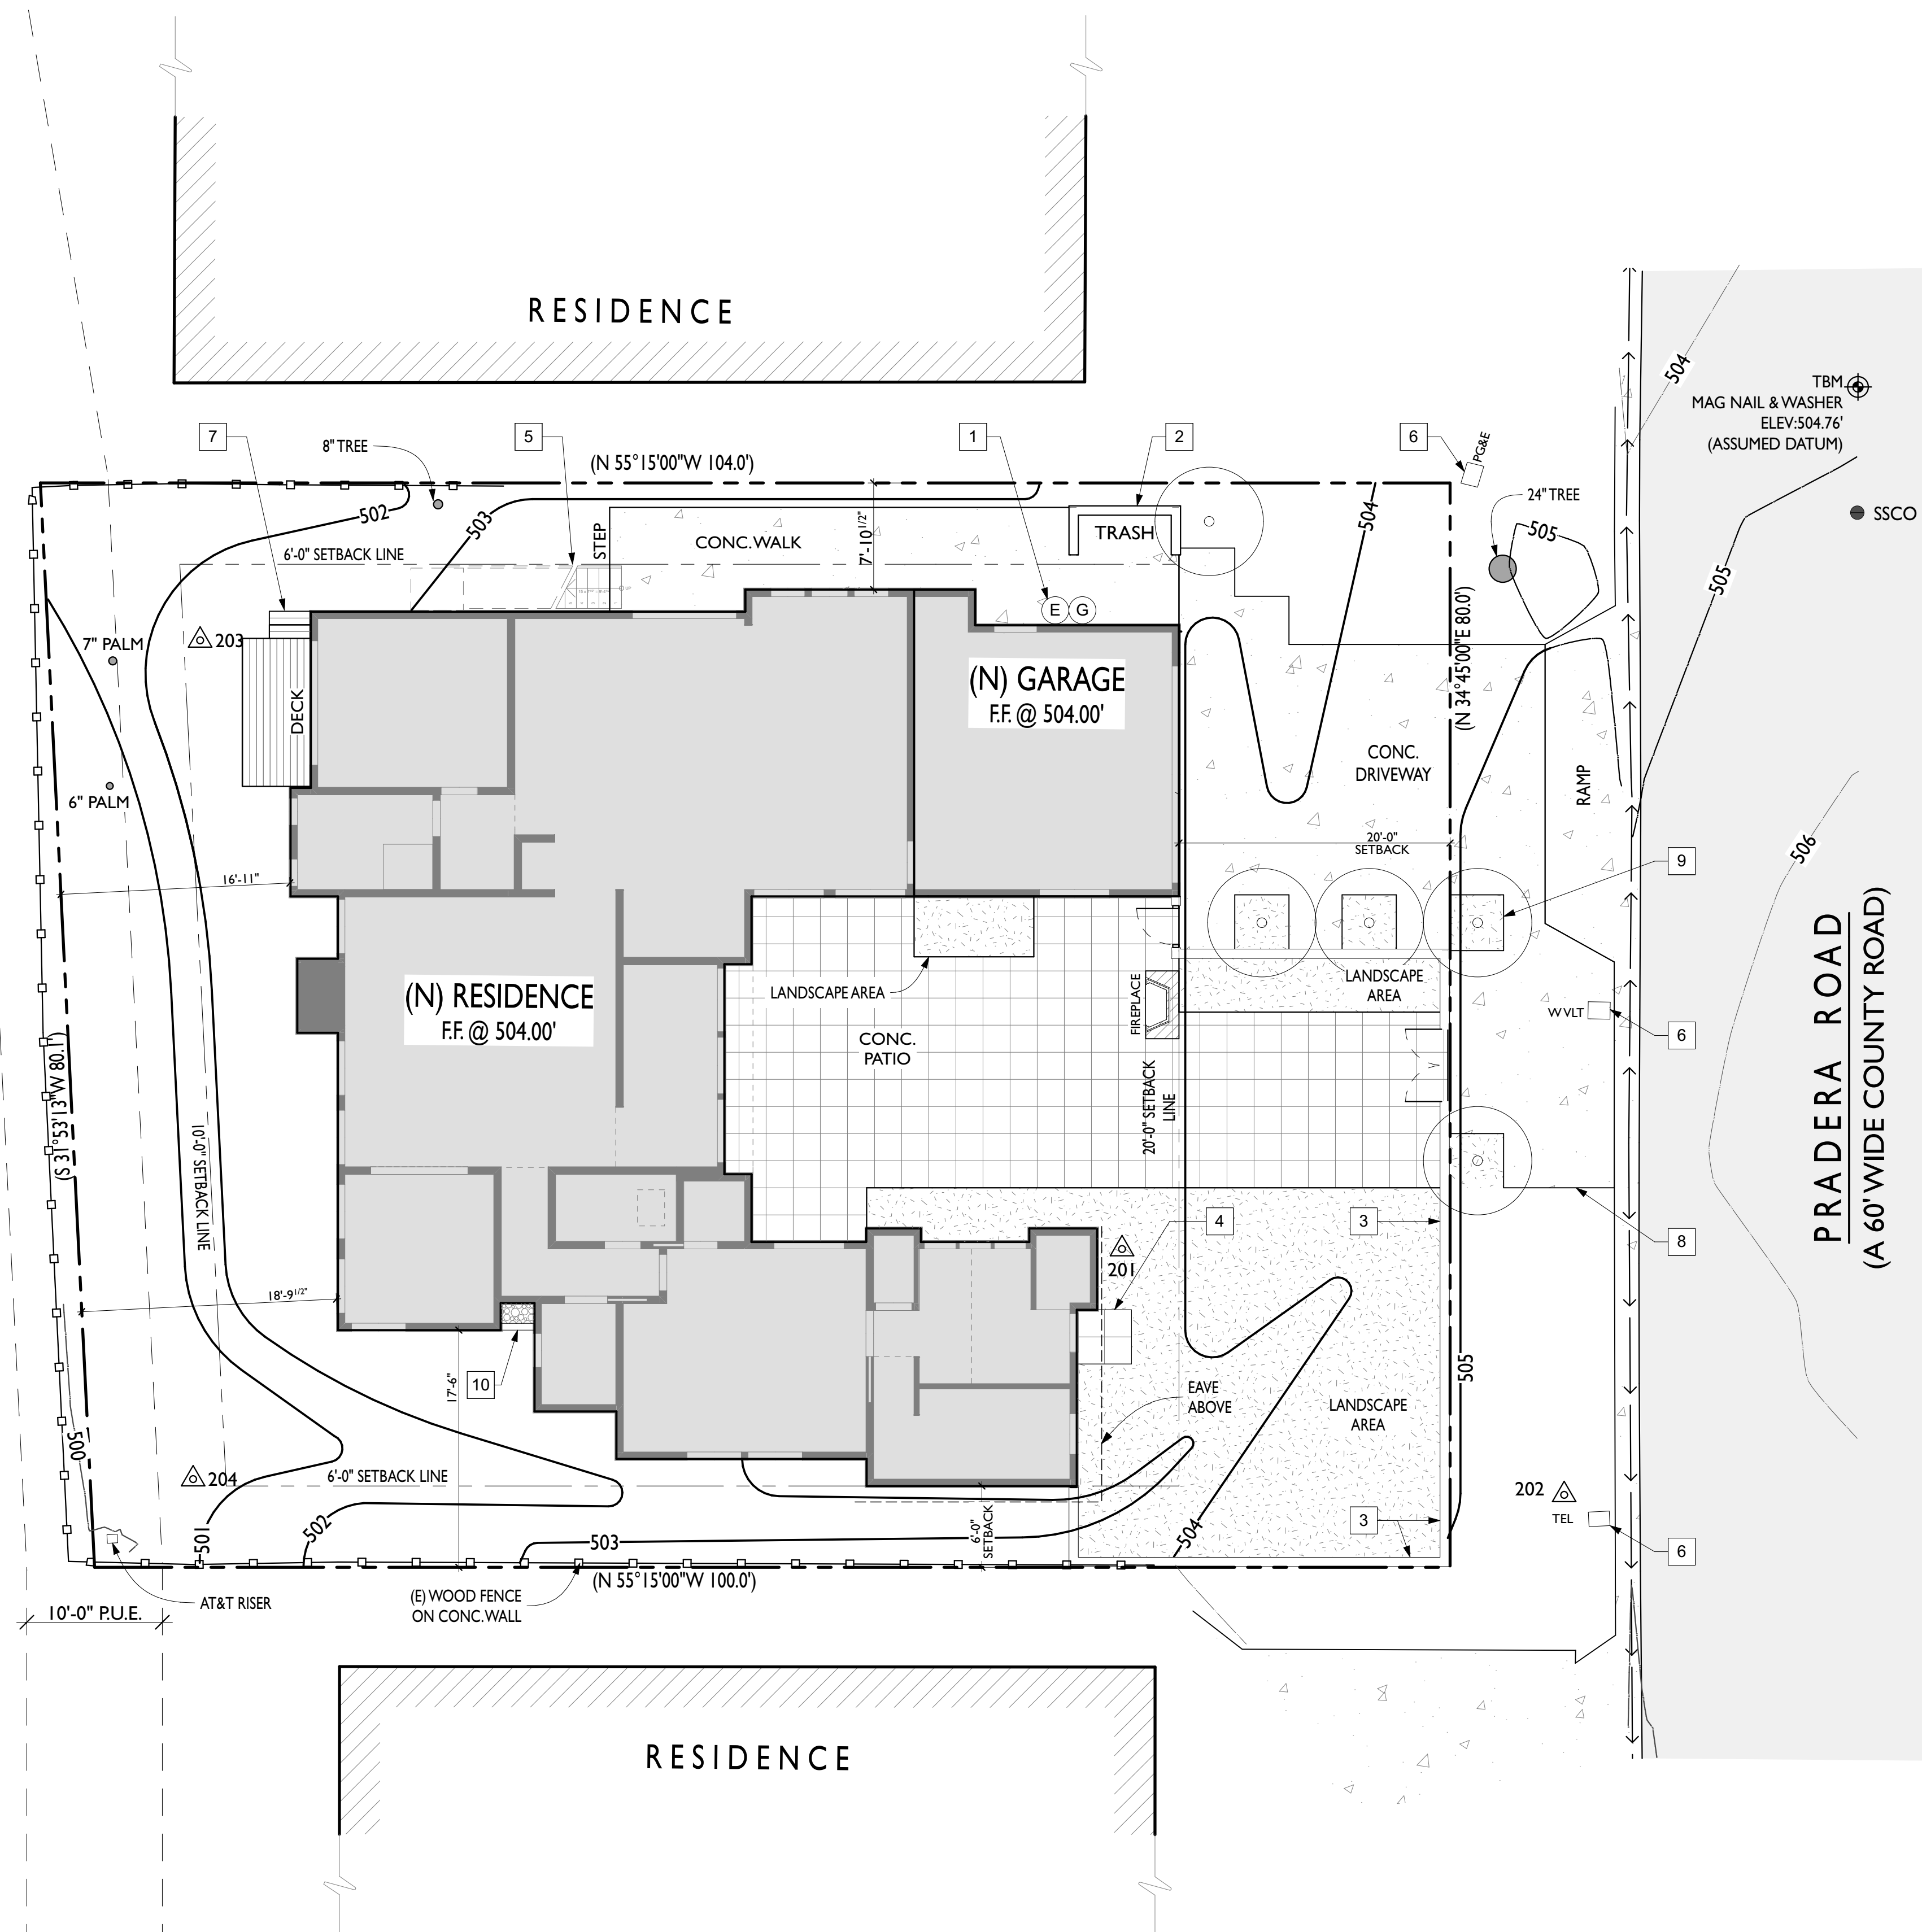 RESIDENCE
504
TBM
MAG NAIL & WASHER
ELEV:504.76'
(ASSUMED DATUM)
7
8" TREE
5
1
2
6
PG&E
(N 55°15'00"W 104.0')
24" TREE
SSCO
502
503
STEP
CONC. WALK
7'-10 1/2"
TRASH
504
505
505
6'-0" SETBACK LINE
E
G
(N 34°45'00"E 80.0')
203
7" PALM
DECK
(N) GARAGE
F.F. @ 504.00'
CONC.
DRIVEWAY
RAMP
6" PALM
20'-0"
SETBACK
506
9
16'-11"
LANDSCAPE AREA
LANDSCAPE
AREA
FIREPLACE
(N) RESIDENCE
F.F. @ 504.00'
CONC.
PATIO
W VLT
6
PRADERA ROAD
(A 60' WIDE COUNTY ROAD)
(S 31°53'13"W 80.1')
10'-0" SETBACK LINE
20'-0" SETBACK
LINE
4
3
8
201
18'-9 1/2"
17'-6"
10
EAVE
ABOVE
LANDSCAPE
AREA
505
500
204
6'-0" SETBACK LINE
202
TEL
3
6
501
502
503
6'-0"
SETBACK
504
(N 55°15'00"W 100.0')
AT&T RISER
(E) WOOD FENCE
ON CONC. WALL
10'-0" P.U.E.
RESIDENCE